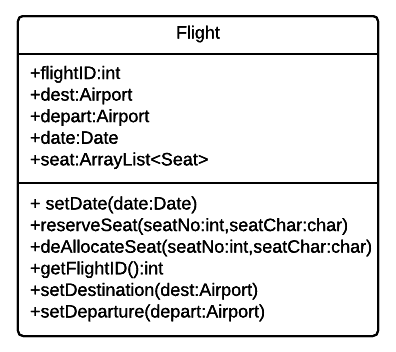 Flight
+flightID:int
+dest:Airport
+depart:Airport
+date:Date
+seat:ArrayList<Seat>
+ setDate(date:Date)
+reserveSeat(seatNo:int,seatChar:char)
+deAllocateSeat(seatNo:int,seatChar:char)
+getFlightID():int
+setDestination(dest:Airport)
+setDeparture(depart:Airport)